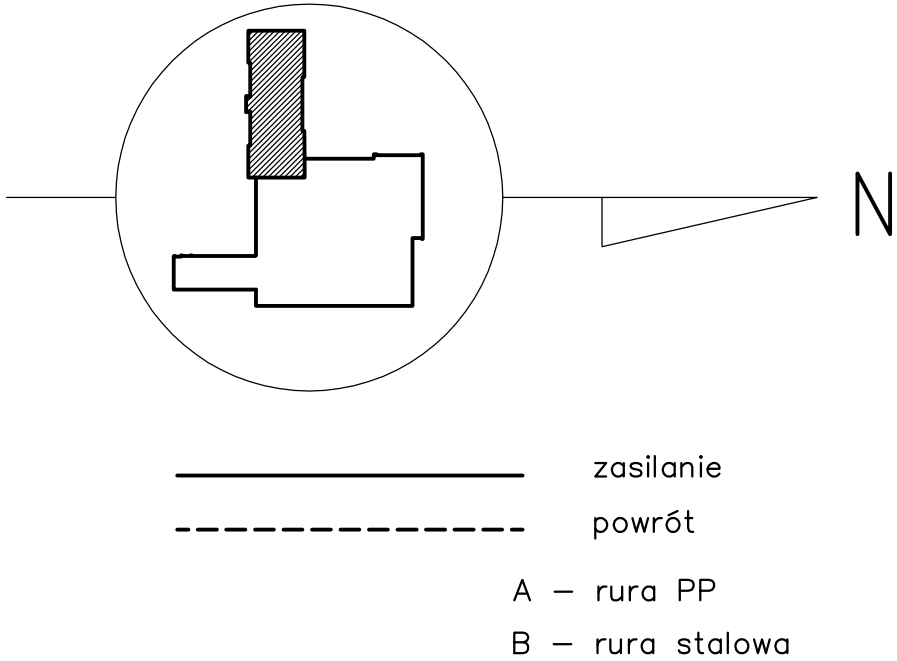 N
zasilanie
powrót
A – rura PP
B – rura stalowa